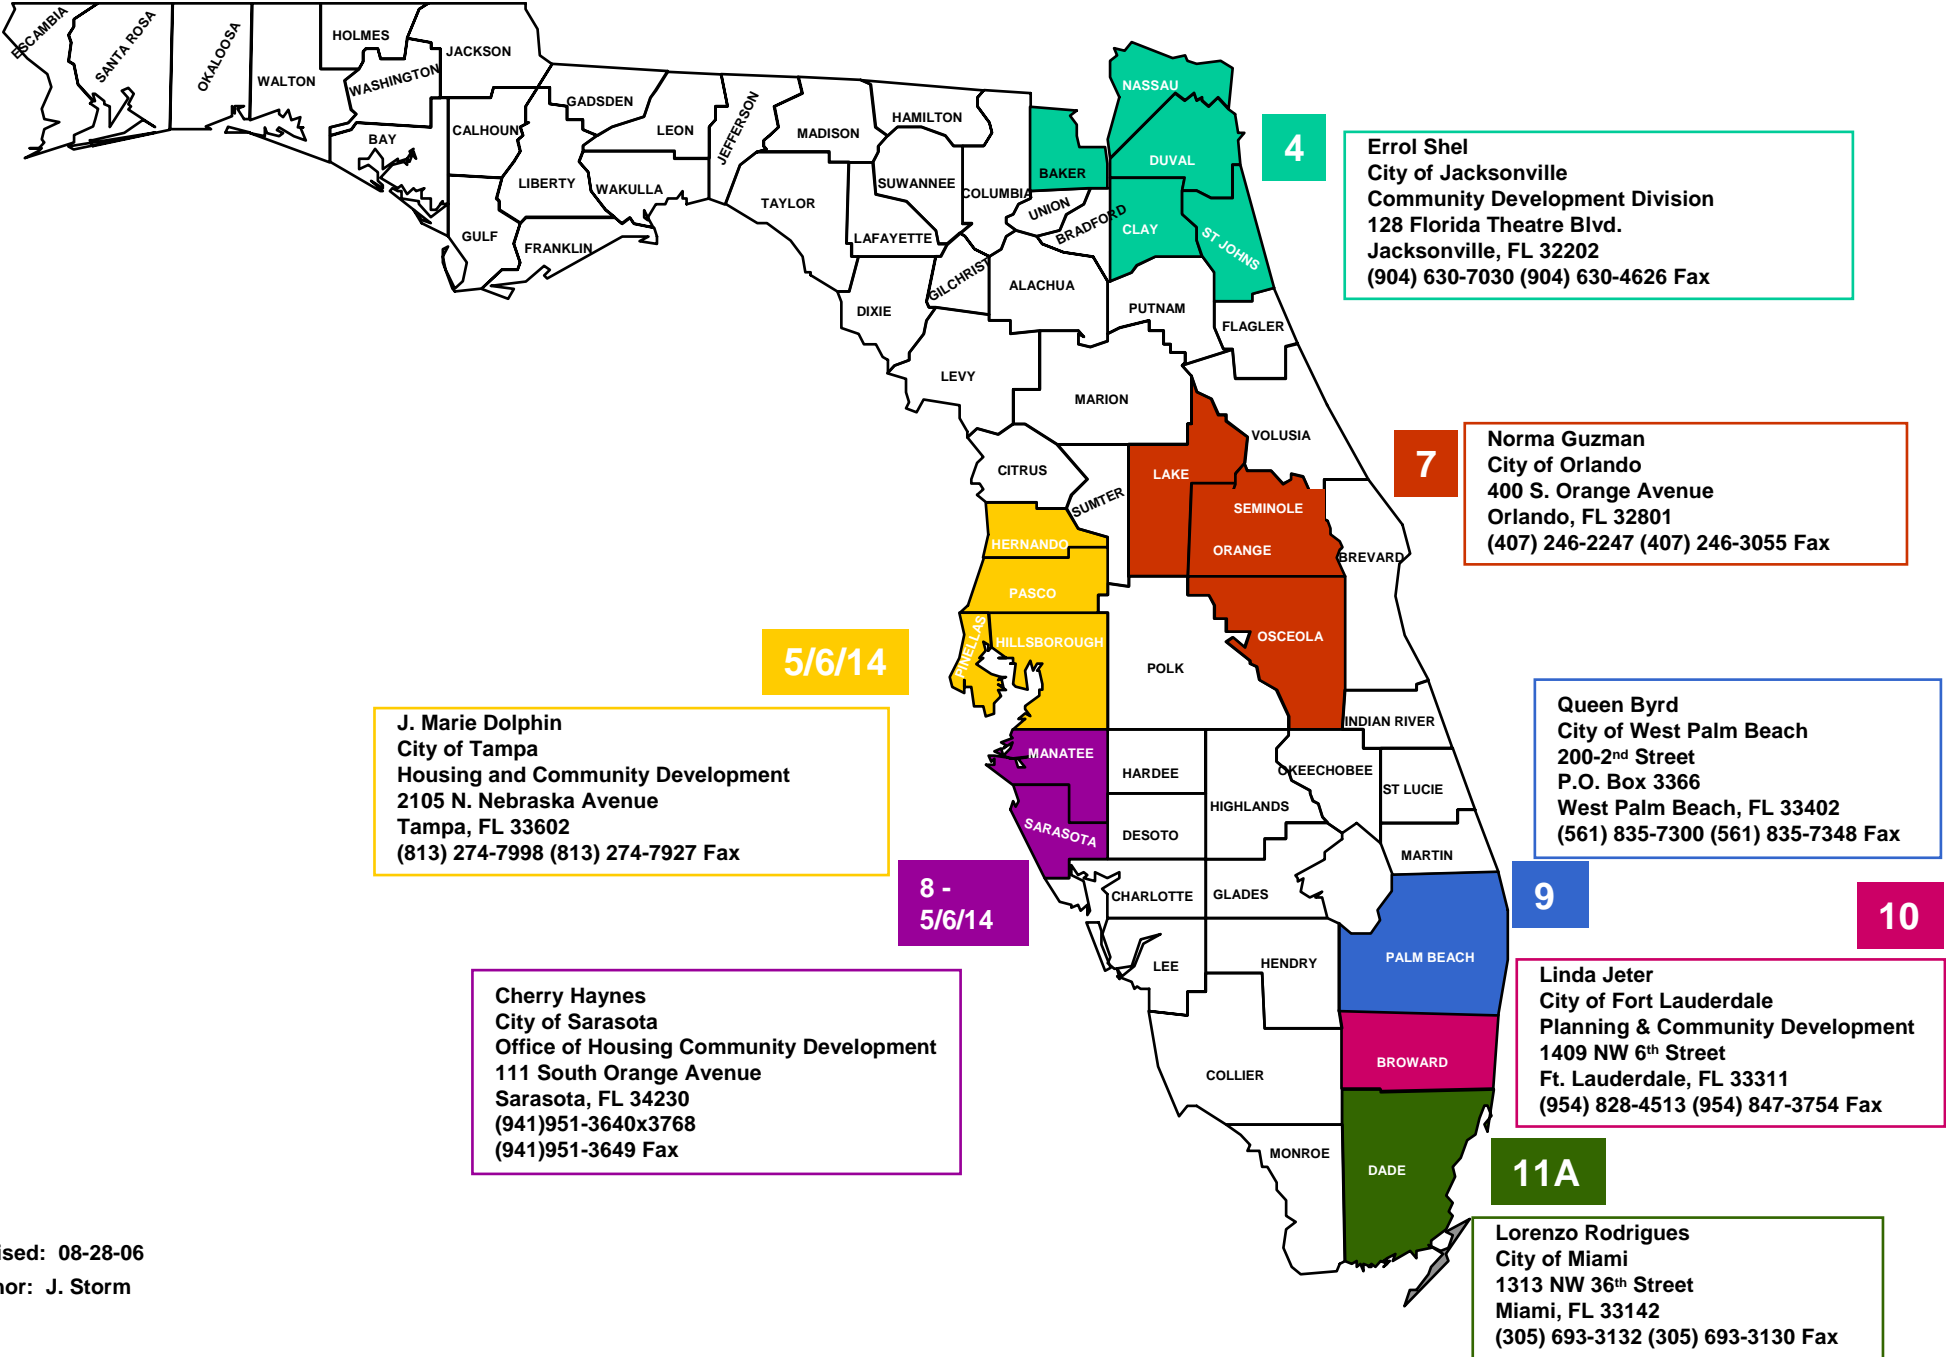 ESCAMBIA
SANTA ROSA
OKALOOSA
WALTON
HOLMES
WASHINGTON
JACKSON
BAY
CALHOUN
GULF
LIBERTY
GADSDEN
FRANKLIN
LEON
WAKULLA
JEFFERSON
MADISON
TAYLOR
HAMILTON
SUWANNEE
LAFAYETTE
DIXIE
COLUMBIA
GILCHRIST
LEVY
BAKER
UNION
BRADFORD
ALACHUA
NASSAU
DUVAL
CLAY
ST JOHNS
PUTNAM
FLAGLER
MARION
VOLUSIA
CITRUS
SUMTER
LAKE
SEMINOLE
ORANGE
BREVARD
HERNANDO
PASCO
PINELLAS
HILLSBOROUGH
POLK
OSCEOLA
INDIAN RIVER
MANATEE
HARDEE
OKEECHOBEE
ST LUCIE
HIGHLANDS
SARASOTA
DESOTO
MARTIN
CHARLOTTE
GLADES
LEE
HENDRY
PALM BEACH
BROWARD
COLLIER
MONROE
DADE
4
Errol Shel
City of Jacksonville
Community Development Division
128 Florida Theatre Blvd.
Jacksonville, FL 32202
(904) 630-7030 (904) 630-4626 Fax
7
Norma Guzman
City of Orlando
400 S. Orange Avenue
Orlando, FL 32801
(407) 246-2247 (407) 246-3055 Fax
5/6/14
J. Marie Dolphin
City of Tampa
Housing and Community Development
2105 N. Nebraska Avenue
Tampa, FL 33602
(813) 274-7998 (813) 274-7927 Fax
8 -
5/6/14
Cherry Haynes
City of Sarasota
Office of Housing Community Development
111 South Orange Avenue
Sarasota, FL 34230
(941)951-3640x3768
(941)951-3649 Fax
Queen Byrd
City of West Palm Beach
200-2nd Street
P.O. Box 3366
West Palm Beach, FL 33402
(561) 835-7300 (561) 835-7348 Fax
9
10
Linda Jeter
City of Fort Lauderdale
Planning & Community Development
1409 NW 6th Street
Ft. Lauderdale, FL 33311
(954) 828-4513 (954) 847-3754 Fax
11A
Lorenzo Rodrigues
City of Miami
1313 NW 36th Street
Miami, FL 33142
(305) 693-3132 (305) 693-3130 Fax
ised: 08-28-06
or: J. Storm